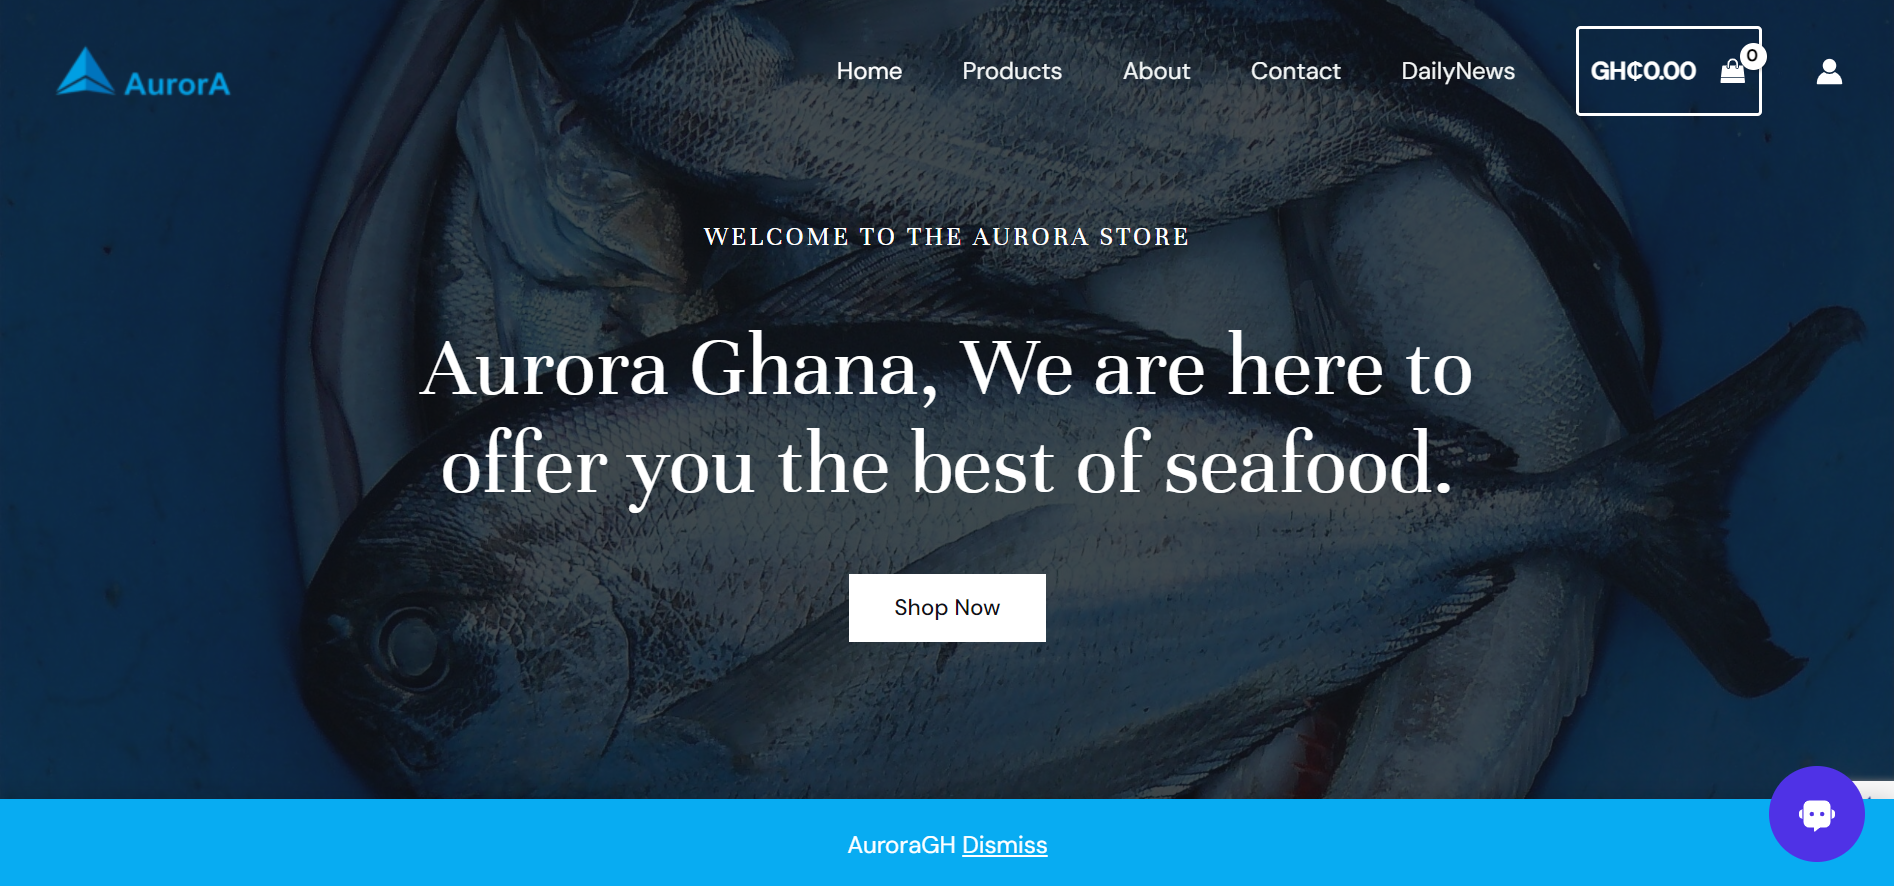 AurorA
Home
Products
About
Contact
DailyNews
GH₵0.00
0
WELCOME TO THE AURORA STORE
Aurora Ghana, We are here to
offer you the best of seafood.
Shop Now
AuroraGH Dismiss